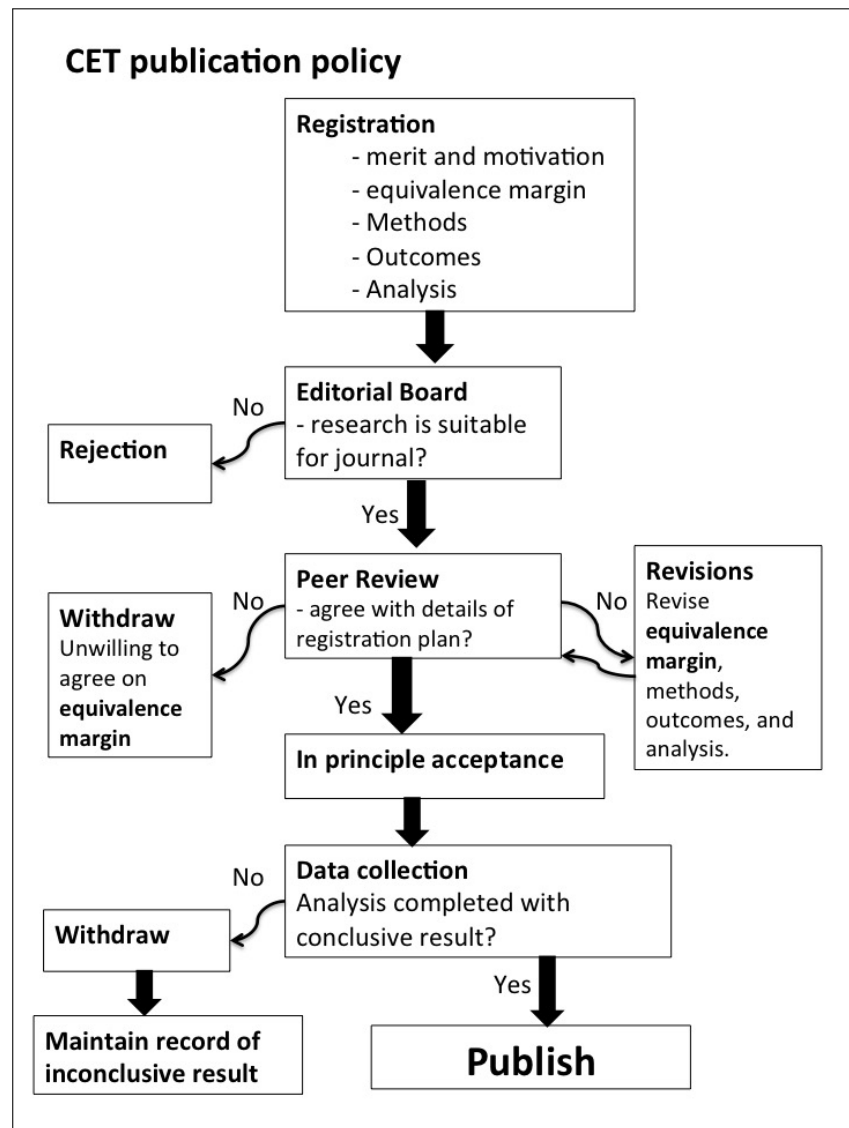 CET publication policy
Registration
- merit and motivation
- equivalence margin
- Methods
- Outcomes
- Analysis
Editorial Board
- research is suitable
for journal?
No
Rejection
Yes
Peer Review
- agree with details of
registration plan?
No
Withdraw
Unwilling to
agree on
equivalence
margin
No
Revisions
Revise
equivalence
margin,
methods,
outcomes, and
analysis.
Yes
In principle acceptance
Data collection
Analysis completed with
conclusive result?
No
Withdraw
Maintain record of
inconclusive result
Yes
Publish